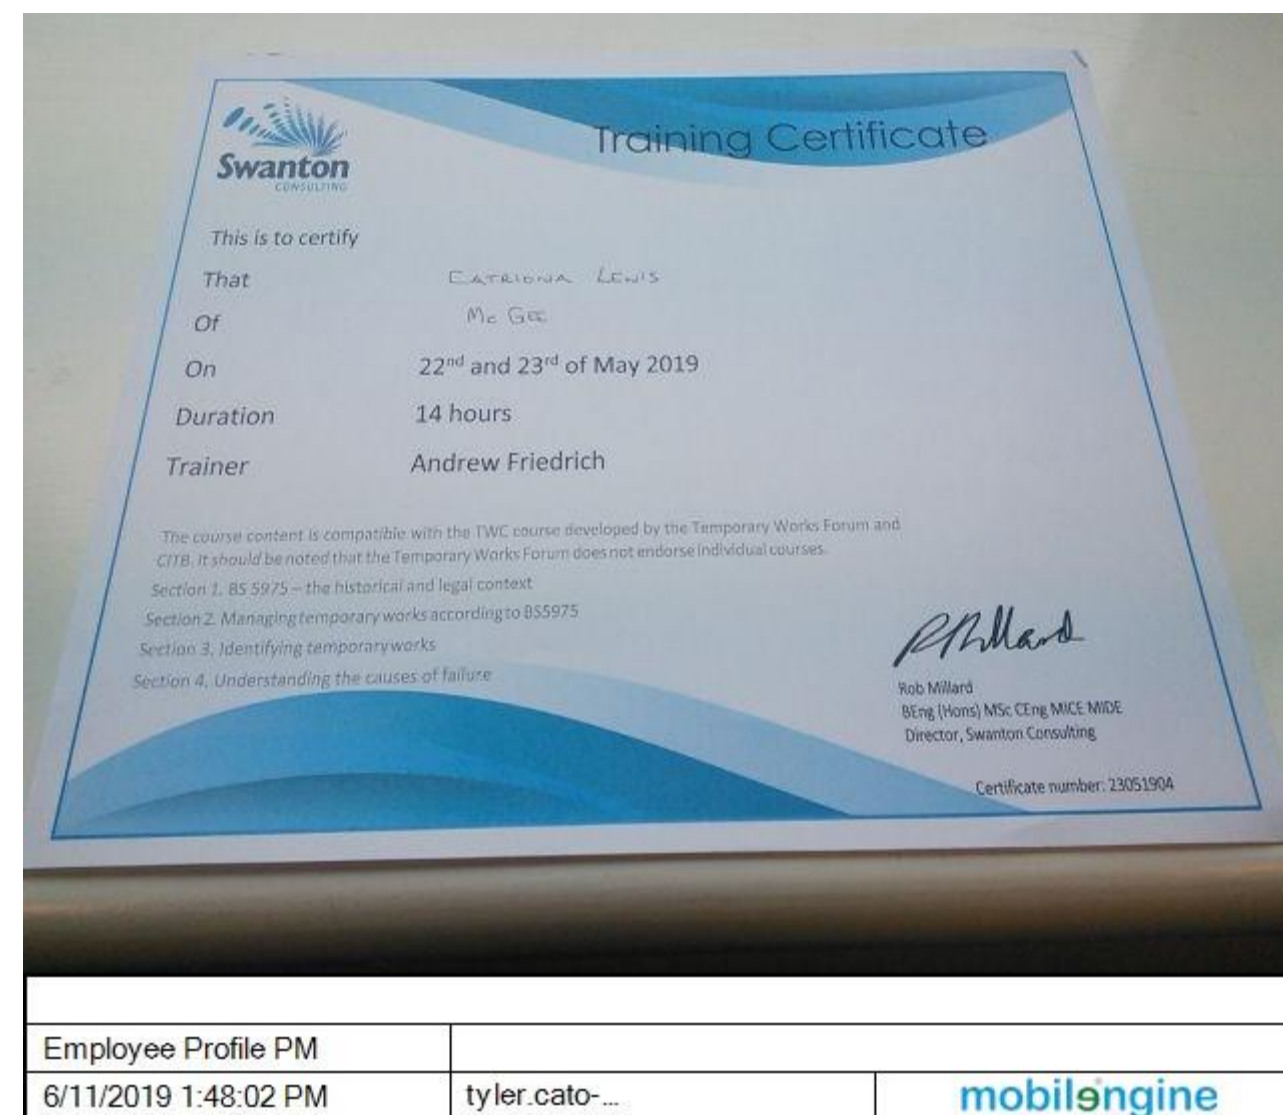 Training Certificate
Swanton
CONSULTING
This is to certify
That CATRIONA LEWIS
Of Mc GEE
On 22nd and 23rd of May 2019
Duration 14 hours
Trainer Andrew Friedrich
The course content is compatible with the TWC course developed by the Temporary Works Forum and
CITB. It should be noted that the Temporary Works Forum does not endorse individual courses.
Section 1. BS 5975 – the historical and legal context
Section 2. Managing temporary works according to BS5975
Section 3. Identifying temporary works
Section 4. Understanding the causes of failure
RMillard
Rob Millard
BEng (Hons) MSc CEng MICE MIDE
Director, Swanton Consulting
Certificate number: 23051904
Employee Profile PM
6/11/2019 1:48:02 PM tyler.cato-... mobilengine